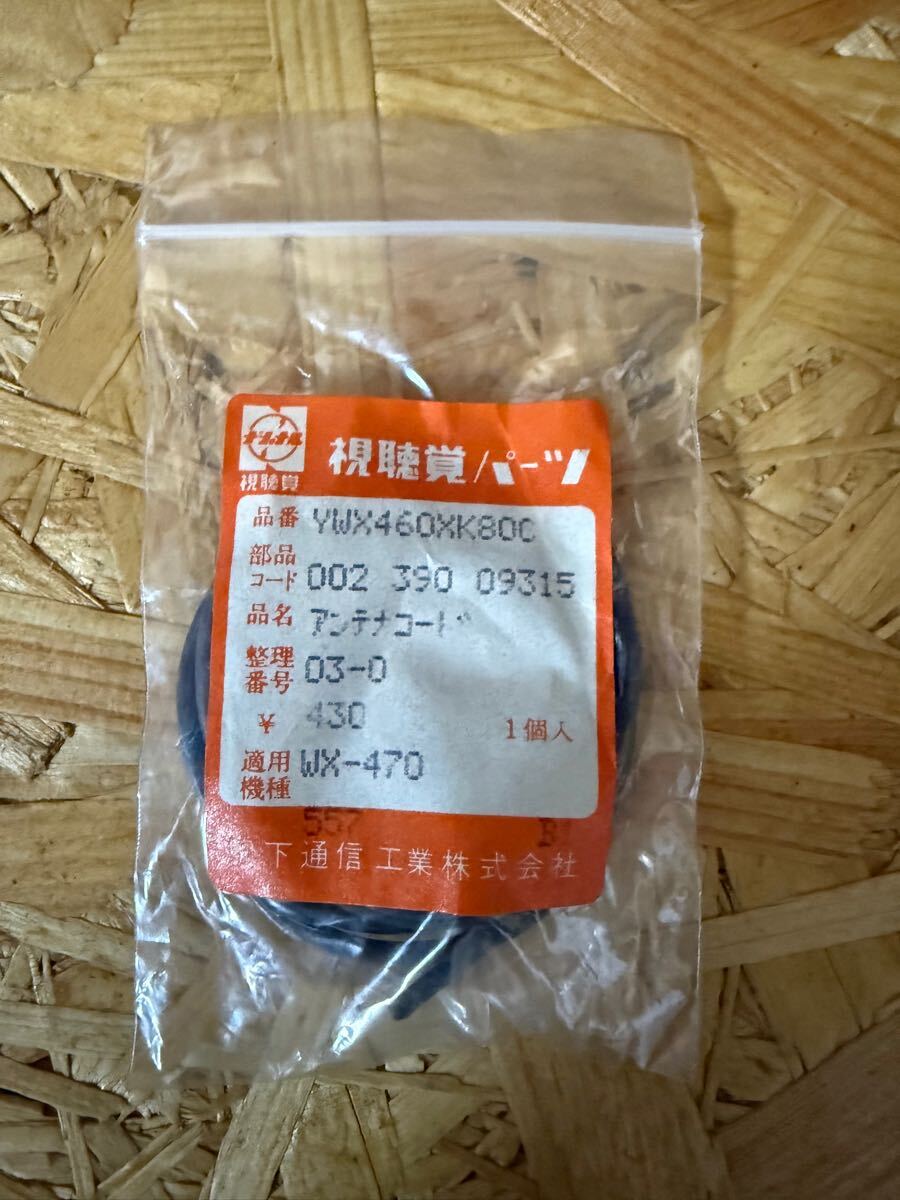 ナショナル
視聴覚
視聴覚パーツ
品番 YWX460XK80C
部品コード 002 390 09315
品名 アンテナコード
整理番号 03-0
¥ 430 1個入
適用機種 WX-470
557
下通信工業株式会社